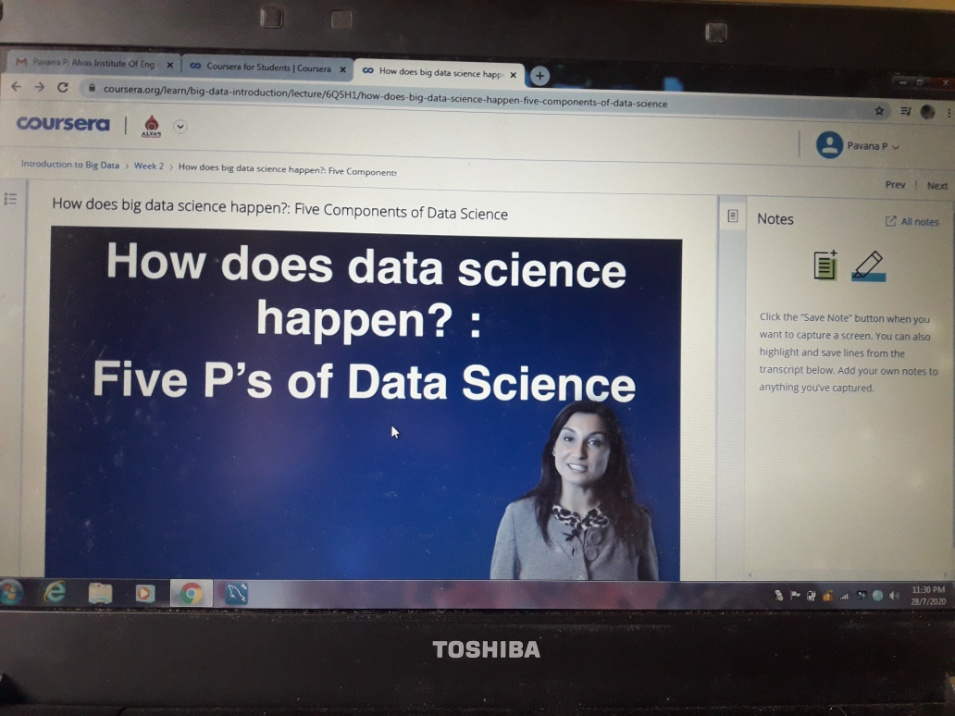 Pavana P. Alvas Institute Of Eng
Coursera for Students | Coursera
How does big data science happ
coursera.org/learn/big-data-introduction/lecture/6Q5H1/how-does-big-data-science-happen-five-components-of-data-science
coursera
ALVA'S
Pavana P
Introduction to Big Data > Week 2 > How does big data science happen?: Five Components
Prev | Next
How does big data science happen?: Five Components of Data Science
Notes
All notes
How does data science
happen? :
Five P's of Data Science
Click the "Save Note" button when you
want to capture a screen. You can also
highlight and save lines from the
transcript below. Add your own notes to
anything you've captured.
11:30 PM
28/7/2020
TOSHIBA